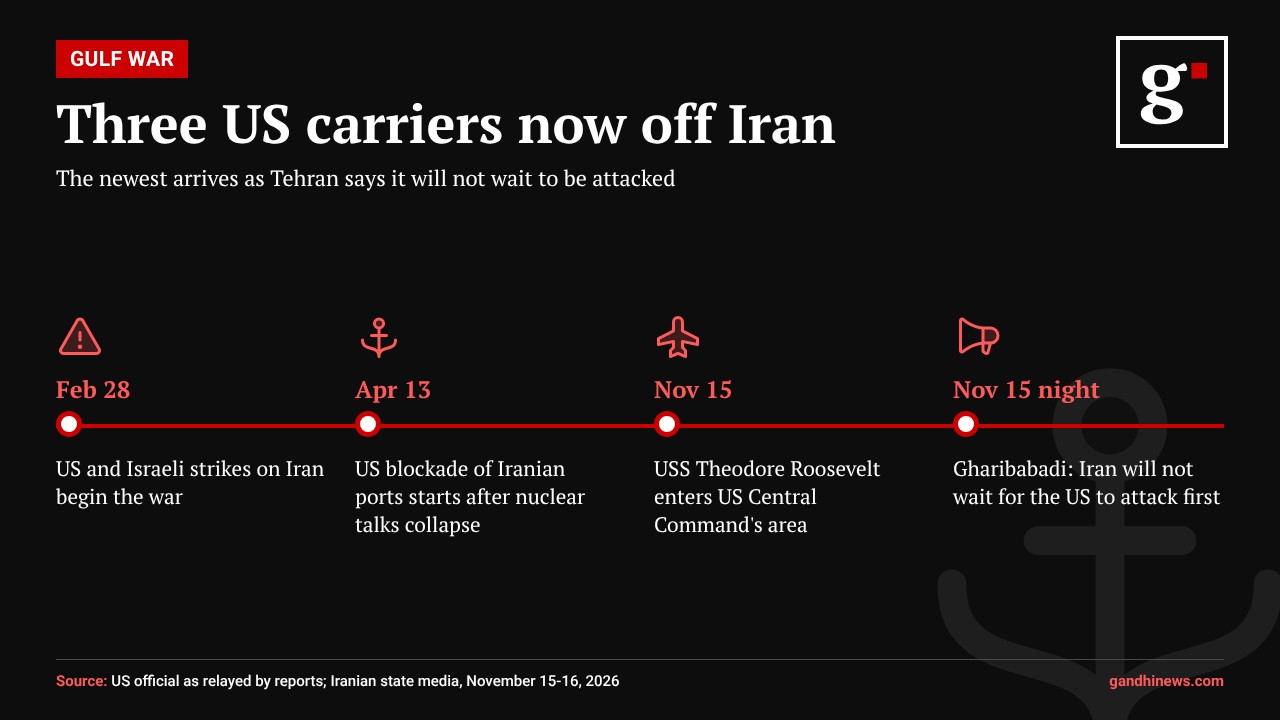 GULF WAR
g
Three US carriers now off Iran
The newest arrives as Tehran says it will not wait to be attacked
Feb 28
US and Israeli strikes on Iran
begin the war
Apr 13
US blockade of Iranian
ports starts after nuclear
talks collapse
Nov 15
USS Theodore Roosevelt
enters US Central
Command's area
Nov 15 night
Gharibabadi: Iran will not
wait for the US to attack first
Source: US official as relayed by reports; Iranian state media, November 15-16, 2026
gandhinews.com